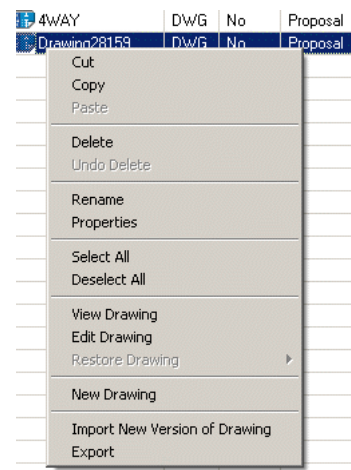 4WAY DWG No Proposal
Drawing28159 DWG No Proposal
Cut
Copy
Paste
Delete
Undo Delete
Rename
Properties
Select All
Deselect All
View Drawing
Edit Drawing
Restore Drawing
New Drawing
Import New Version of Drawing
Export